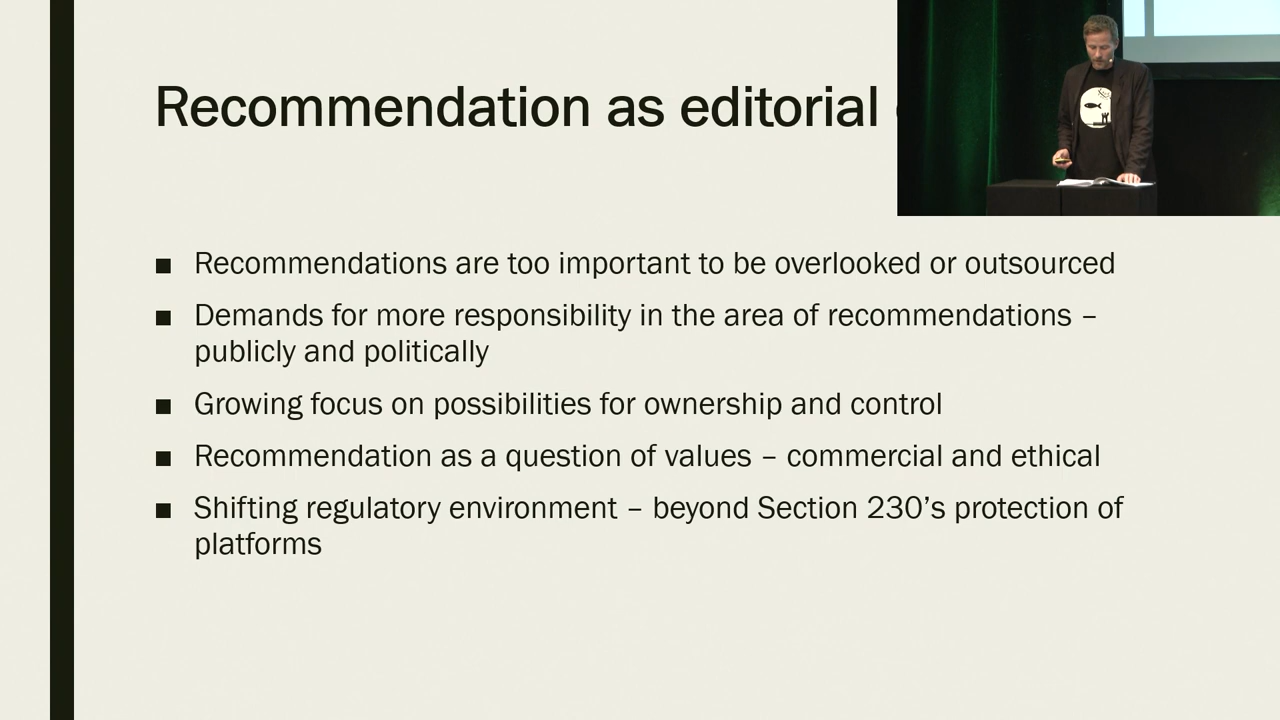 Recommendation as editorial
■ Recommendations are too important to be overlooked or outsourced
■ Demands for more responsibility in the area of recommendations –
publicly and politically
■ Growing focus on possibilities for ownership and control
■ Recommendation as a question of values – commercial and ethical
■ Shifting regulatory environment – beyond Section 230’s protection of
platforms